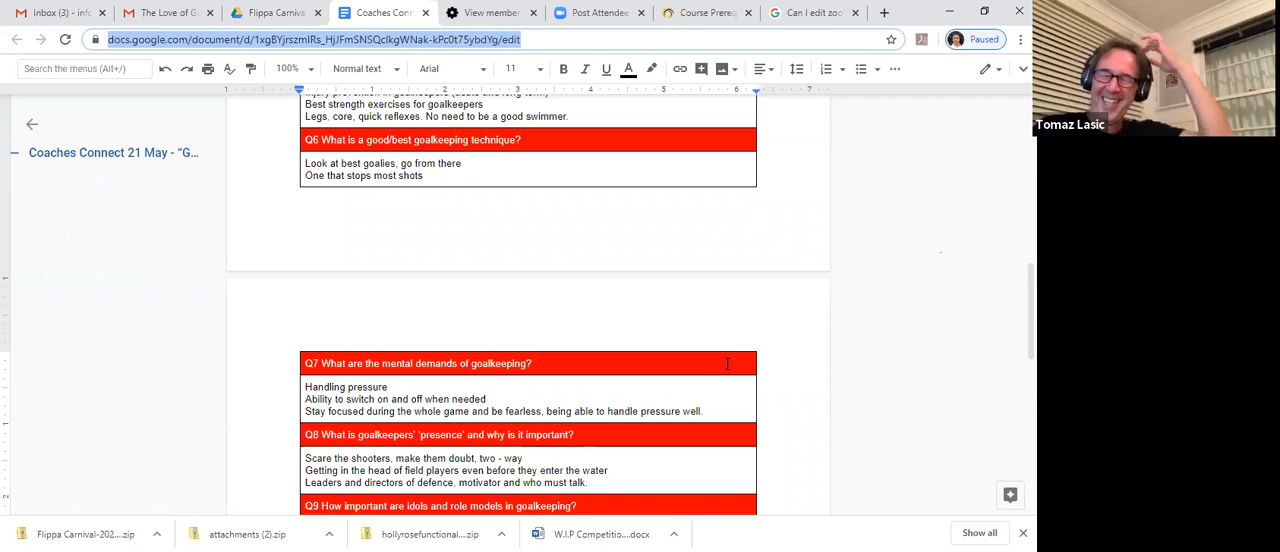 Inbox (3) - info
The Love of G
Flippa Carniva
Coaches Conn
View member
Post Attendee
Course Prereq
Can I edit zoo
docs.google.com/document/d/1xgBYjrszmIRs_HjJFmSNSQcIkgWNak-kPc0t75ybdYg/edit
Paused
Search the menus (Alt+/)
100%
Normal text
Arial
11
B I U A
1 1 2 3 4 5 6 7
Best strength exercises for goalkeepers
Legs, core, quick reflexes. No need to be a good swimmer.
Q6 What is a good/best goalkeeping technique?
Look at best goalies, go from there
One that stops most shots
Coaches Connect 21 May - “G...
Q7 What are the mental demands of goalkeeping?
Handling pressure
Ability to switch on and off when needed
Stay focused during the whole game and be fearless, being able to handle pressure well.
Q8 What is goalkeepers' 'presence' and why is it important?
Scare the shooters, make them doubt, two - way
Getting in the head of field players even before they enter the water
Leaders and directors of defence, motivator and who must talk.
Q9 How important are idols and role models in goalkeeping?
Flippa Carnival-202....zip
attachments (2).zip
hollyrosefunctional....zip
W.I.P Competitio....docx
Show all
Tomaz Lasic